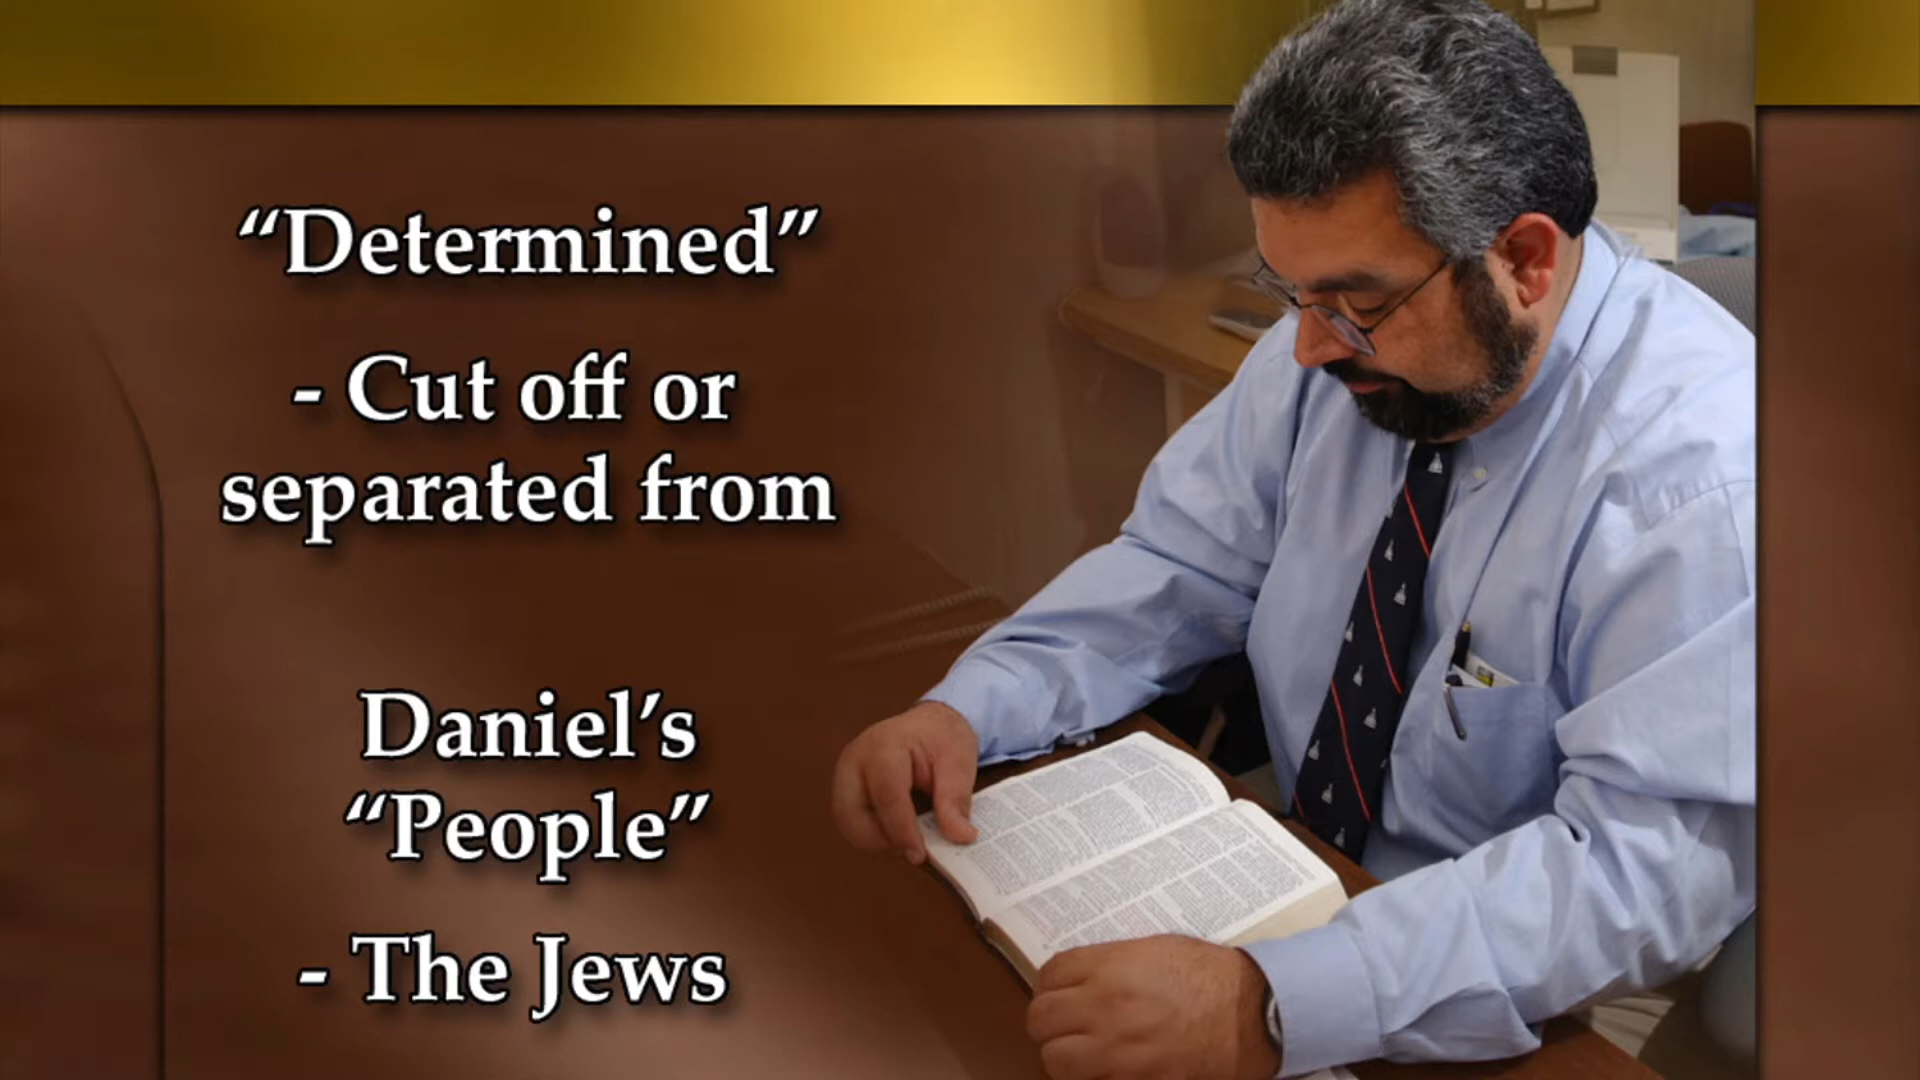 “Determined”
- Cut off or
separated from
Daniel’s
“People”
- The Jews